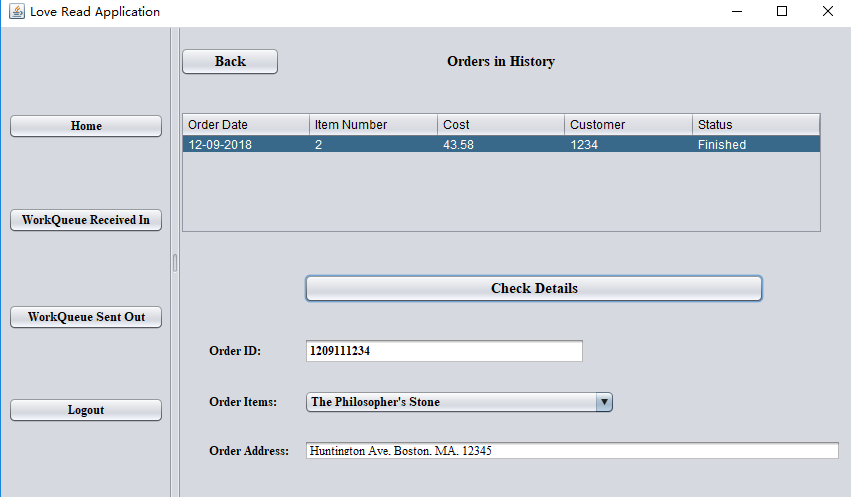 Love Read Application
Back
Orders in History
Home
WorkQueue Received In
WorkQueue Sent Out
Logout
Order Date Item Number Cost Customer Status
12-09-2018 2 43.58 1234 Finished
Check Details
Order ID: 1209111234
Order Items: The Philosopher's Stone
Order Address: Huntington Ave, Boston, MA, 12345